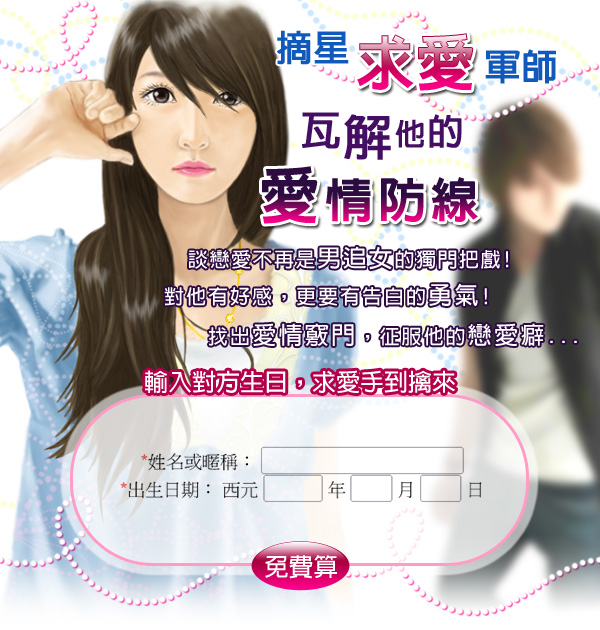 摘星 求愛 軍師
瓦解他的
愛情防線
談戀愛不再是男追女的獨門把戲!
對他有好感，更要有告白的勇氣!
找出愛情竅門，征服他的戀愛癖...
輸入對方生日，求愛手到擒來
*姓名或暱稱：
*出生日期： 西元 年 月 日
免費算